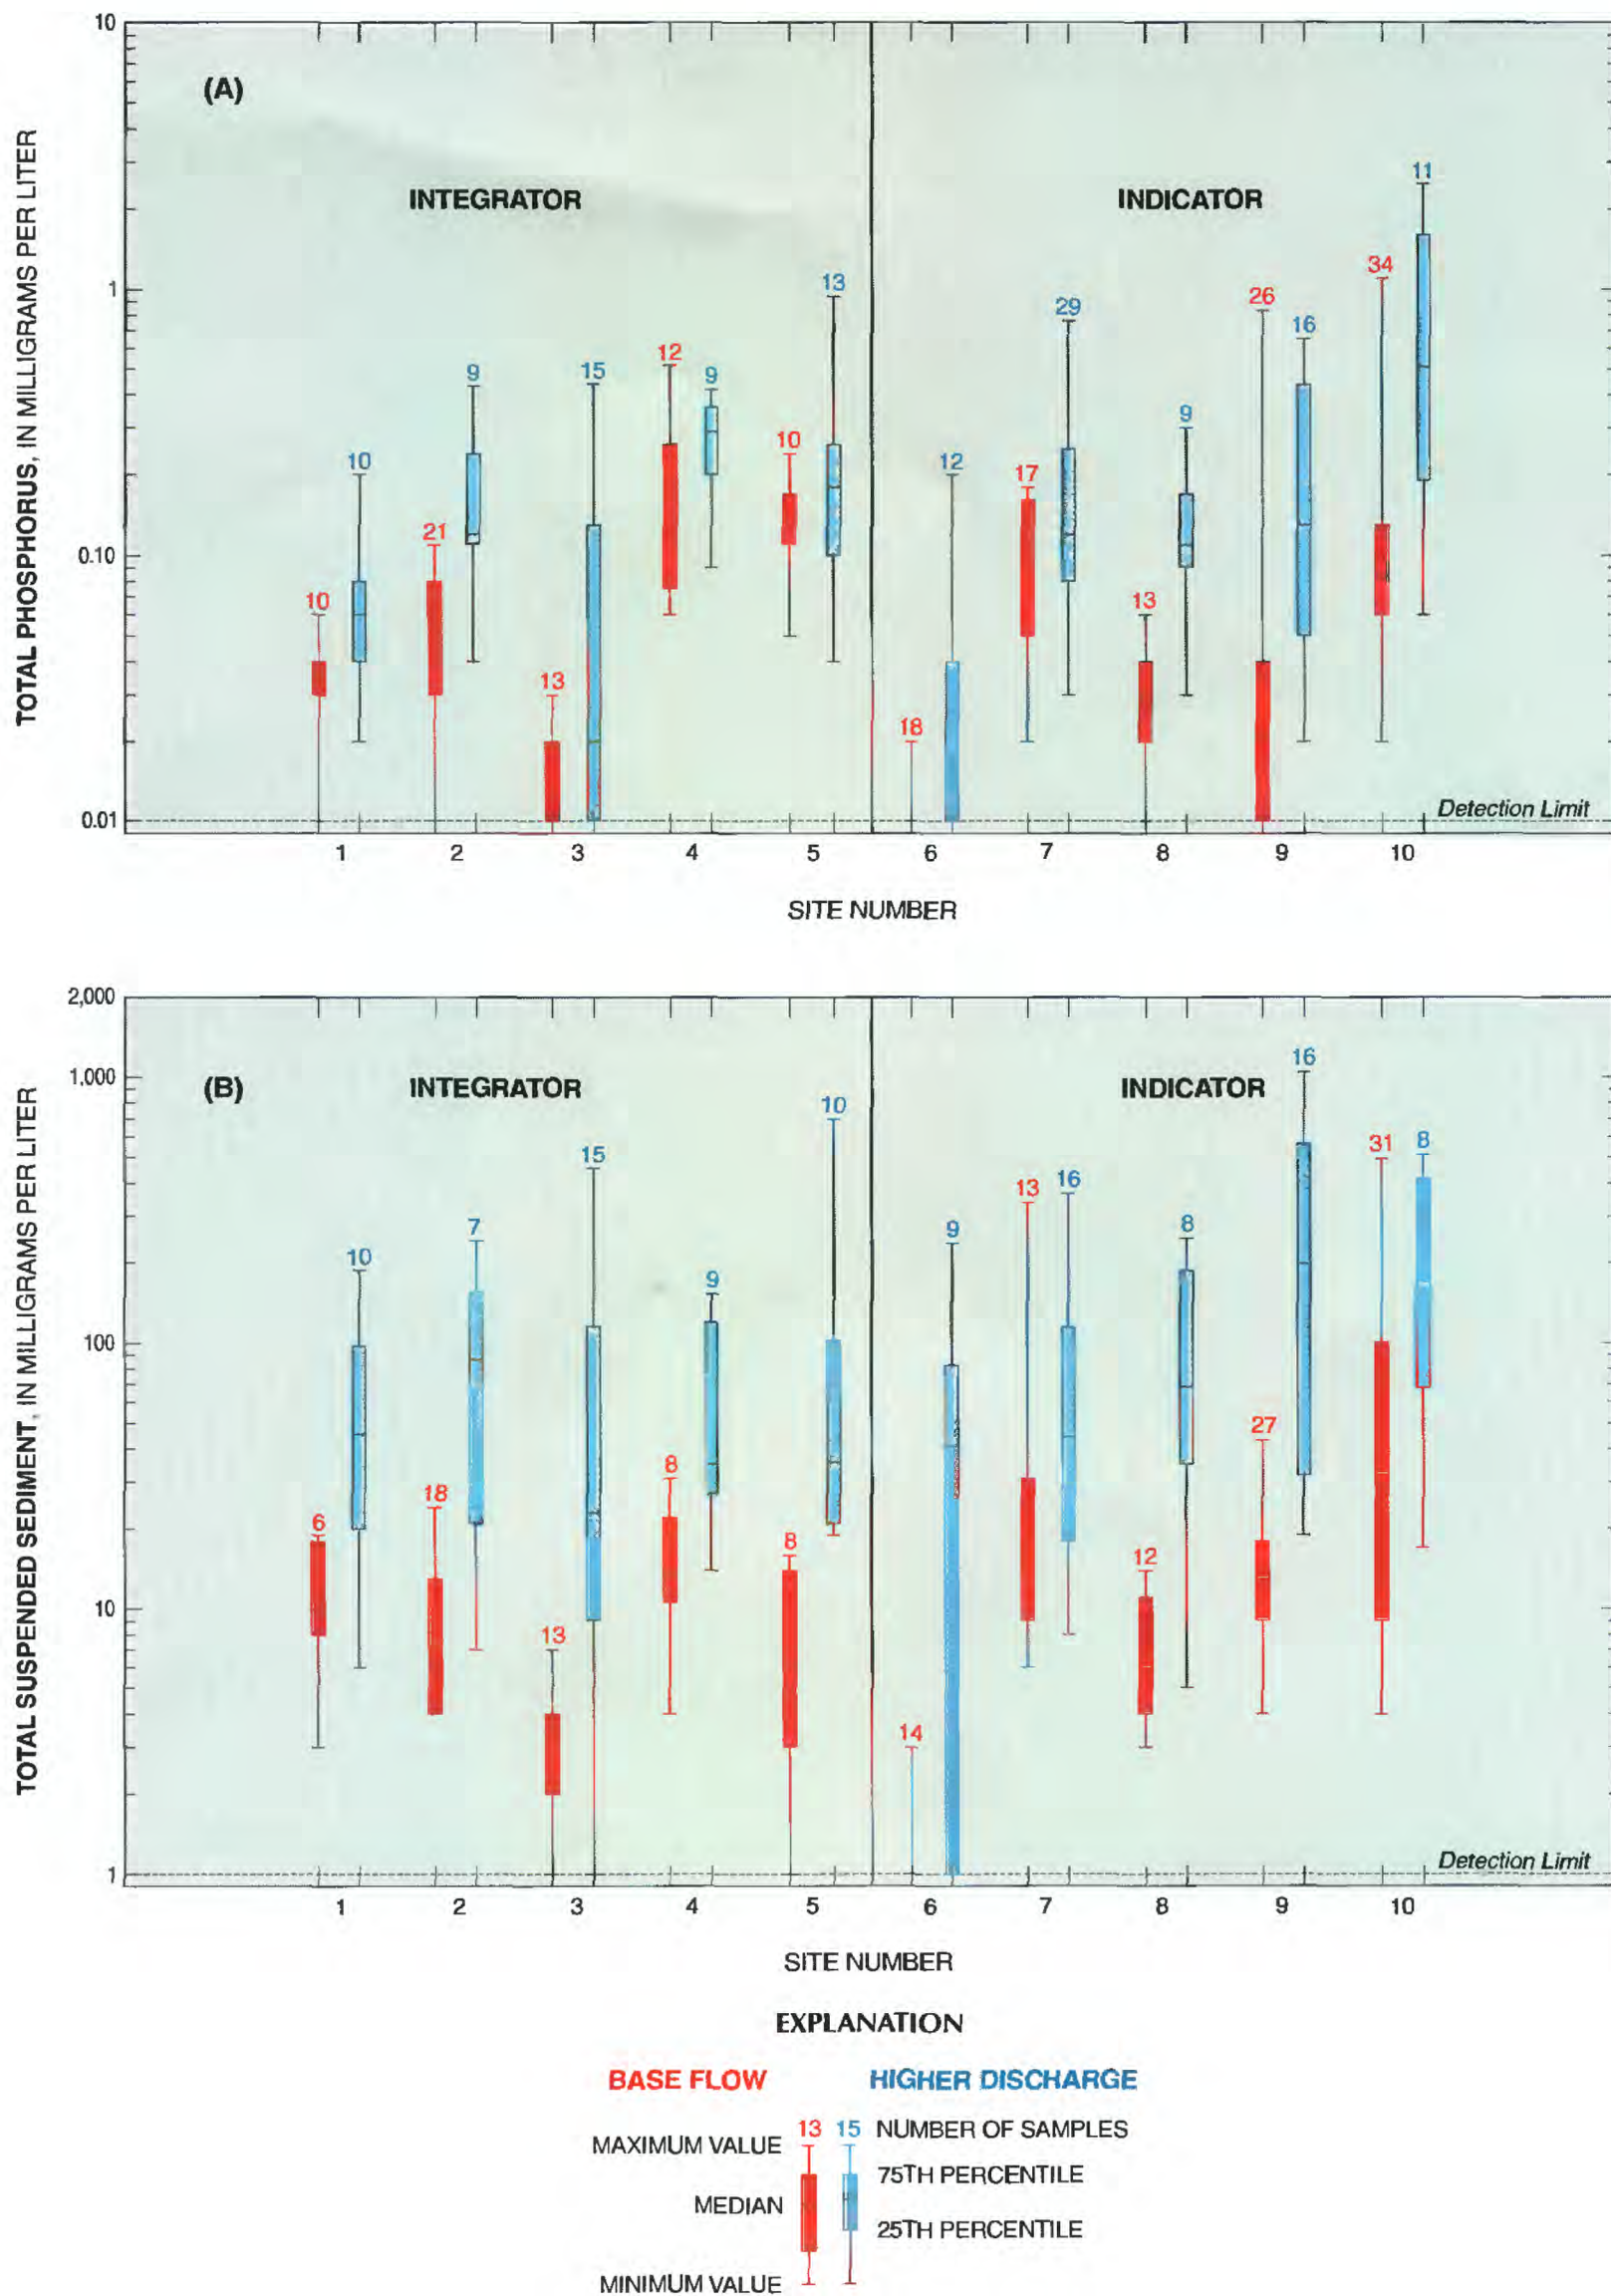 10
(A)
TOTAL PHOSPHORUS, IN MILLIGRAMS PER LITER
INTEGRATOR
INDICATOR
11
34
1
13
26
29
16
12
9
15
9
9
10
10
12
17
21
0.10
10
13
13
18
0.01
Detection Limit
1 2 3 4 5 6 7 8 9 10
SITE NUMBER
2,000
1,000
(B)
TOTAL SUSPENDED SEDIMENT, IN MILLIGRAMS PER LITER
INTEGRATOR
INDICATOR
16
10
15
31
8
13
16
7
9
8
10
9
100
27
8
18
6
8
12
10
13
14
1
Detection Limit
1 2 3 4 5 6 7 8 9 10
SITE NUMBER
EXPLANATION
BASE FLOW
HIGHER DISCHARGE
13 15 NUMBER OF SAMPLES
MAXIMUM VALUE
75TH PERCENTILE
MEDIAN
25TH PERCENTILE
MINIMUM VALUE